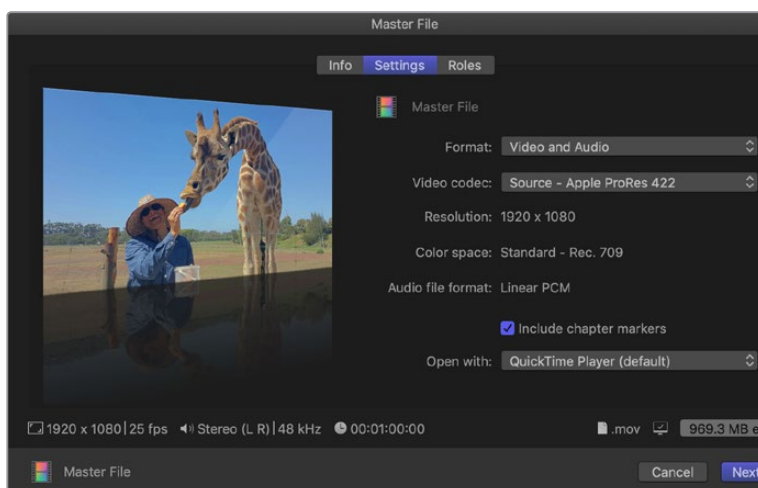 Master File
Info Settings Roles
Master File
Format: Video and Audio
Video codec: Source - Apple ProRes 422
Resolution: 1920 x 1080
Color space: Standard - Rec. 709
Audio file format: Linear PCM
Include chapter markers
Open with: QuickTime Player (default)
1920 x 1080 | 25 fps Stereo (L R) | 48 kHz 00:01:00:00 .mov 969.3 MB e
Master File Cancel Next